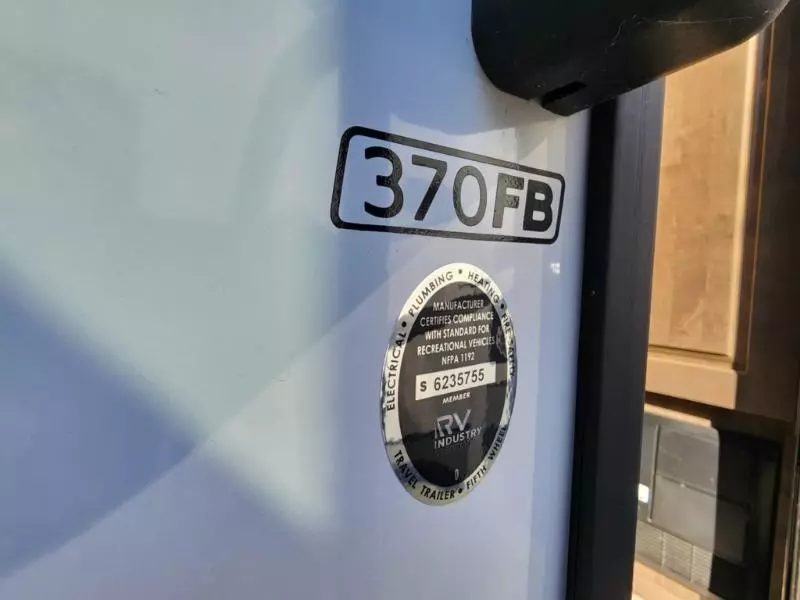 370FB
ELECTRICAL • PLUMBING • HEATING • FIRE
MANUFACTURER
CERTIFIES COMPLIANCE
WITH STANDARD FOR
RECREATIONAL VEHICLES
NFPA 1192
S 6235755
MEMBER
RV
INDUSTRY
0
TRAVEL TRAILER • FIFTH WHEEL